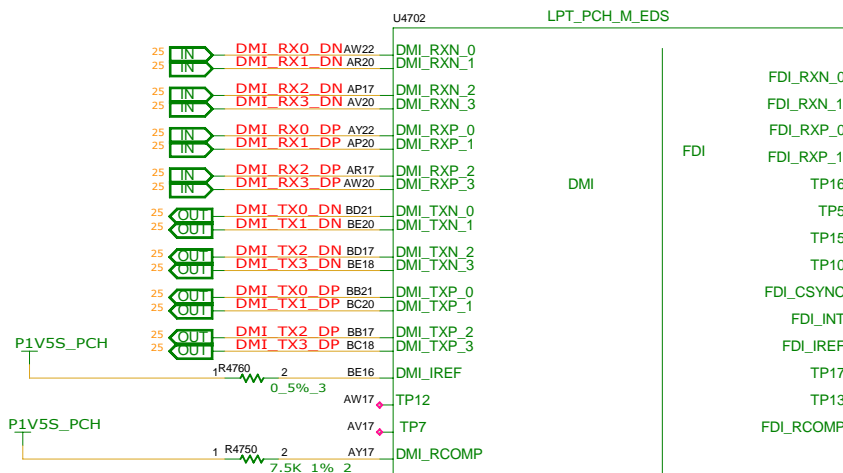 U4702 LPT_PCH_M_EDS
25 IN DMI_RX0_DN AW22 DMI_RXN_0
25 IN DMI_RX1_DN AR20 DMI_RXN_1
FDI_RXN_0
25 IN DMI_RX2_DN AP17 DMI_RXN_2
25 IN DMI_RX3_DN AV20 DMI_RXN_3 FDI_RXN_1
25 IN DMI_RX0_DP AY22 DMI_RXP_0 FDI_RXP_0
25 IN DMI_RX1_DP AP20 DMI_RXP_1
FDI FDI_RXP_1
25 IN DMI_RX2_DP AR17 DMI_RXP_2
25 IN DMI_RX3_DP AW20 DMI_RXP_3 DMI TP16
25 OUT DMI_TX0_DN BD21 DMI_TXN_0 TP5
25 OUT DMI_TX1_DN BE20 DMI_TXN_1
TP15
25 OUT DMI_TX2_DN BD17 DMI_TXN_2
25 OUT DMI_TX3_DN BE18 DMI_TXN_3 TP10
25 OUT DMI_TX0_DP BB21 DMI_TXP_0 FDI_CSYNC
25 OUT DMI_TX1_DP BC20 DMI_TXP_1
FDI_INT
25 OUT DMI_TX2_DP BB17 DMI_TXP_2
25 OUT DMI_TX3_DP BC18 DMI_TXP_3 FDI_IREF
P1V5S_PCH
1 R4760 2 BE16 DMI_IREF TP17
0_5%_3
AW17 TP12 TP13
P1V5S_PCH
AV17 TP7 FDI_RCOMP
1 R4750 2 AY17 DMI_RCOMP
7.5K_1%_2